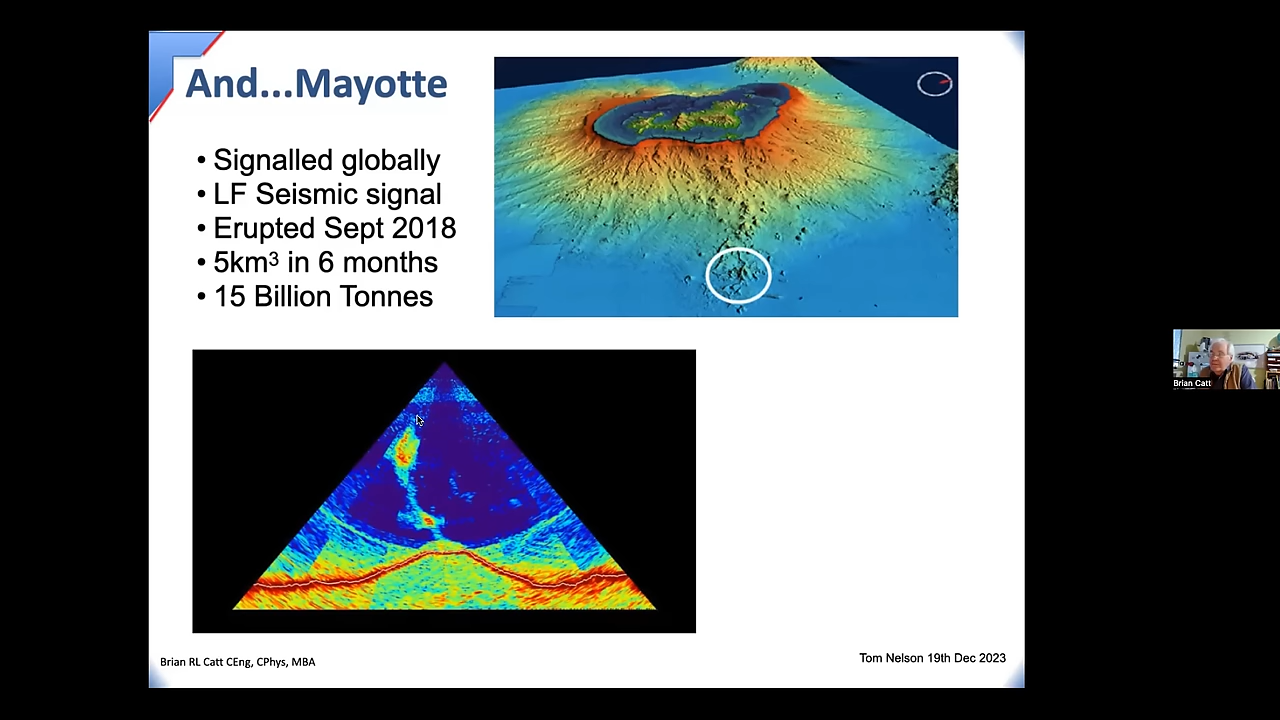 And...Mayotte
• Signalled globally
• LF Seismic signal
• Erupted Sept 2018
• 5km³ in 6 months
• 15 Billion Tonnes
Brian Catt
Brian RL Catt CEng, CPhys, MBA
Tom Nelson 19th Dec 2023